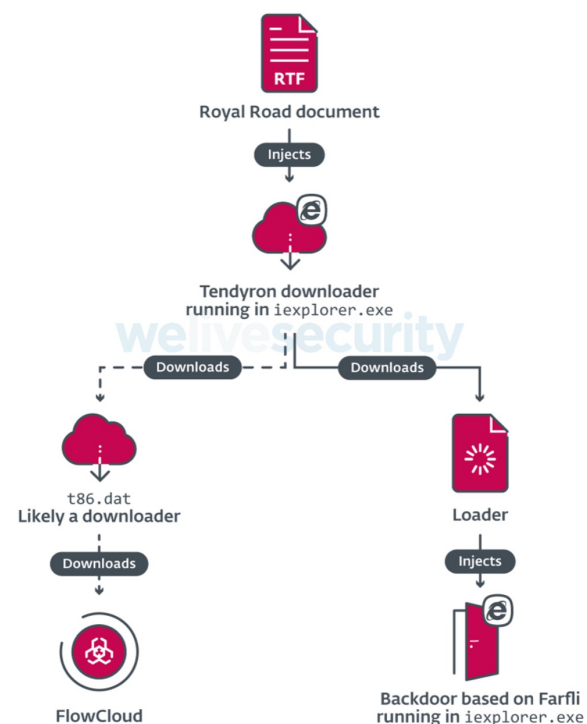 RTF
Royal Road document
Injects
Tendyron downloader
running in iexplorer.exe
welivesecurity
Downloads
Downloads
t86.dat
Likely a downloader
Loader
Downloads
Injects
FlowCloud
Backdoor based on Farfli
running in iexplorer.exe